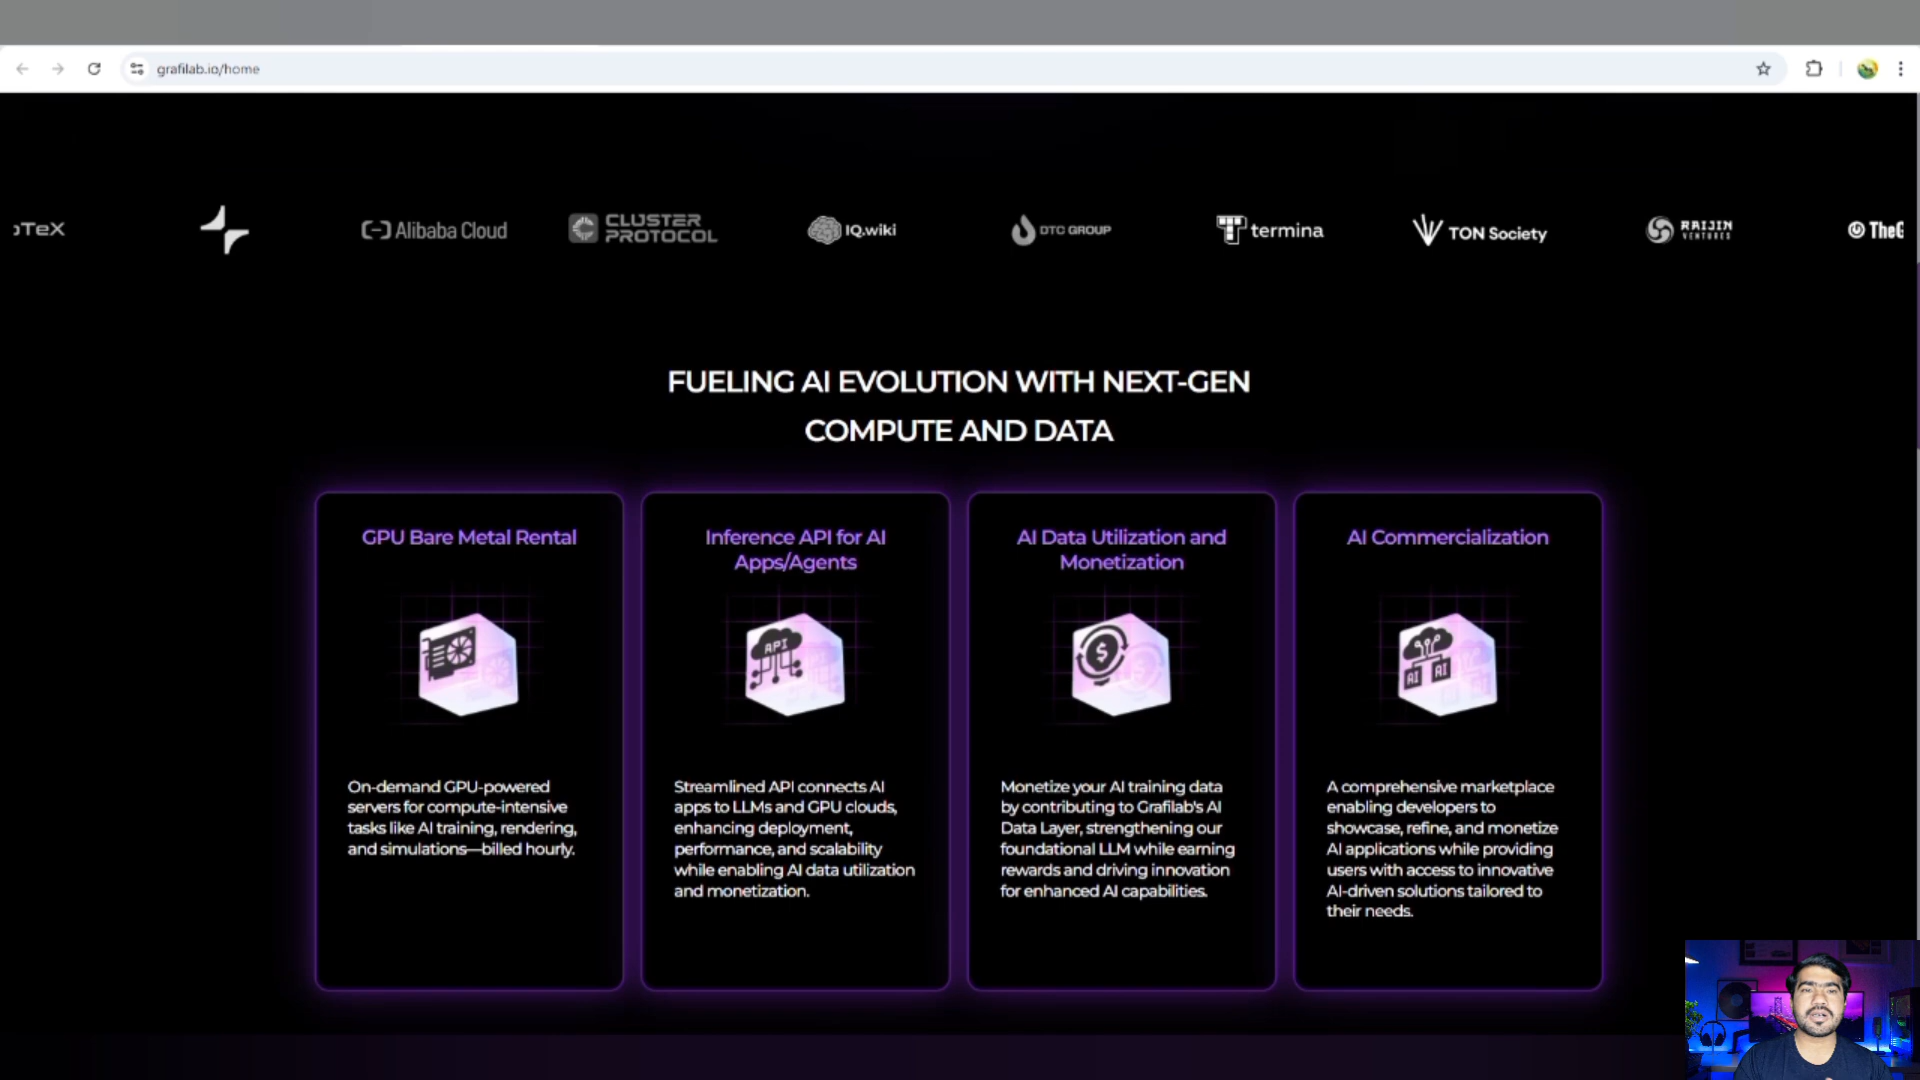 grafilab.io/home
Alibaba Cloud
CLUSTER
PROTOCOL
IQ.wiki
DTC GROUP
termina
TON Society
RAIJIN
VENTURES
FUELING AI EVOLUTION WITH NEXT-GEN
COMPUTE AND DATA
GPU Bare Metal Rental
On-demand GPU-powered
servers for compute-intensive
tasks like AI training, rendering,
and simulations—billed hourly.
Inference API for AI
Apps/Agents
API
Streamlined API connects AI
apps to LLMs and GPU clouds,
enhancing deployment,
performance, and scalability
while enabling AI data utilization
and monetization.
AI Data Utilization and
Monetization
$
Monetize your AI training data
by contributing to Grafilab's AI
Data Layer, strengthening our
foundational LLM while earning
rewards and driving innovation
for enhanced AI capabilities.
AI Commercialization
AI AI
A comprehensive marketplace
enabling developers to
showcase, refine, and monetize
AI applications while providing
users with access to innovative
AI-driven solutions tailored to
their needs.